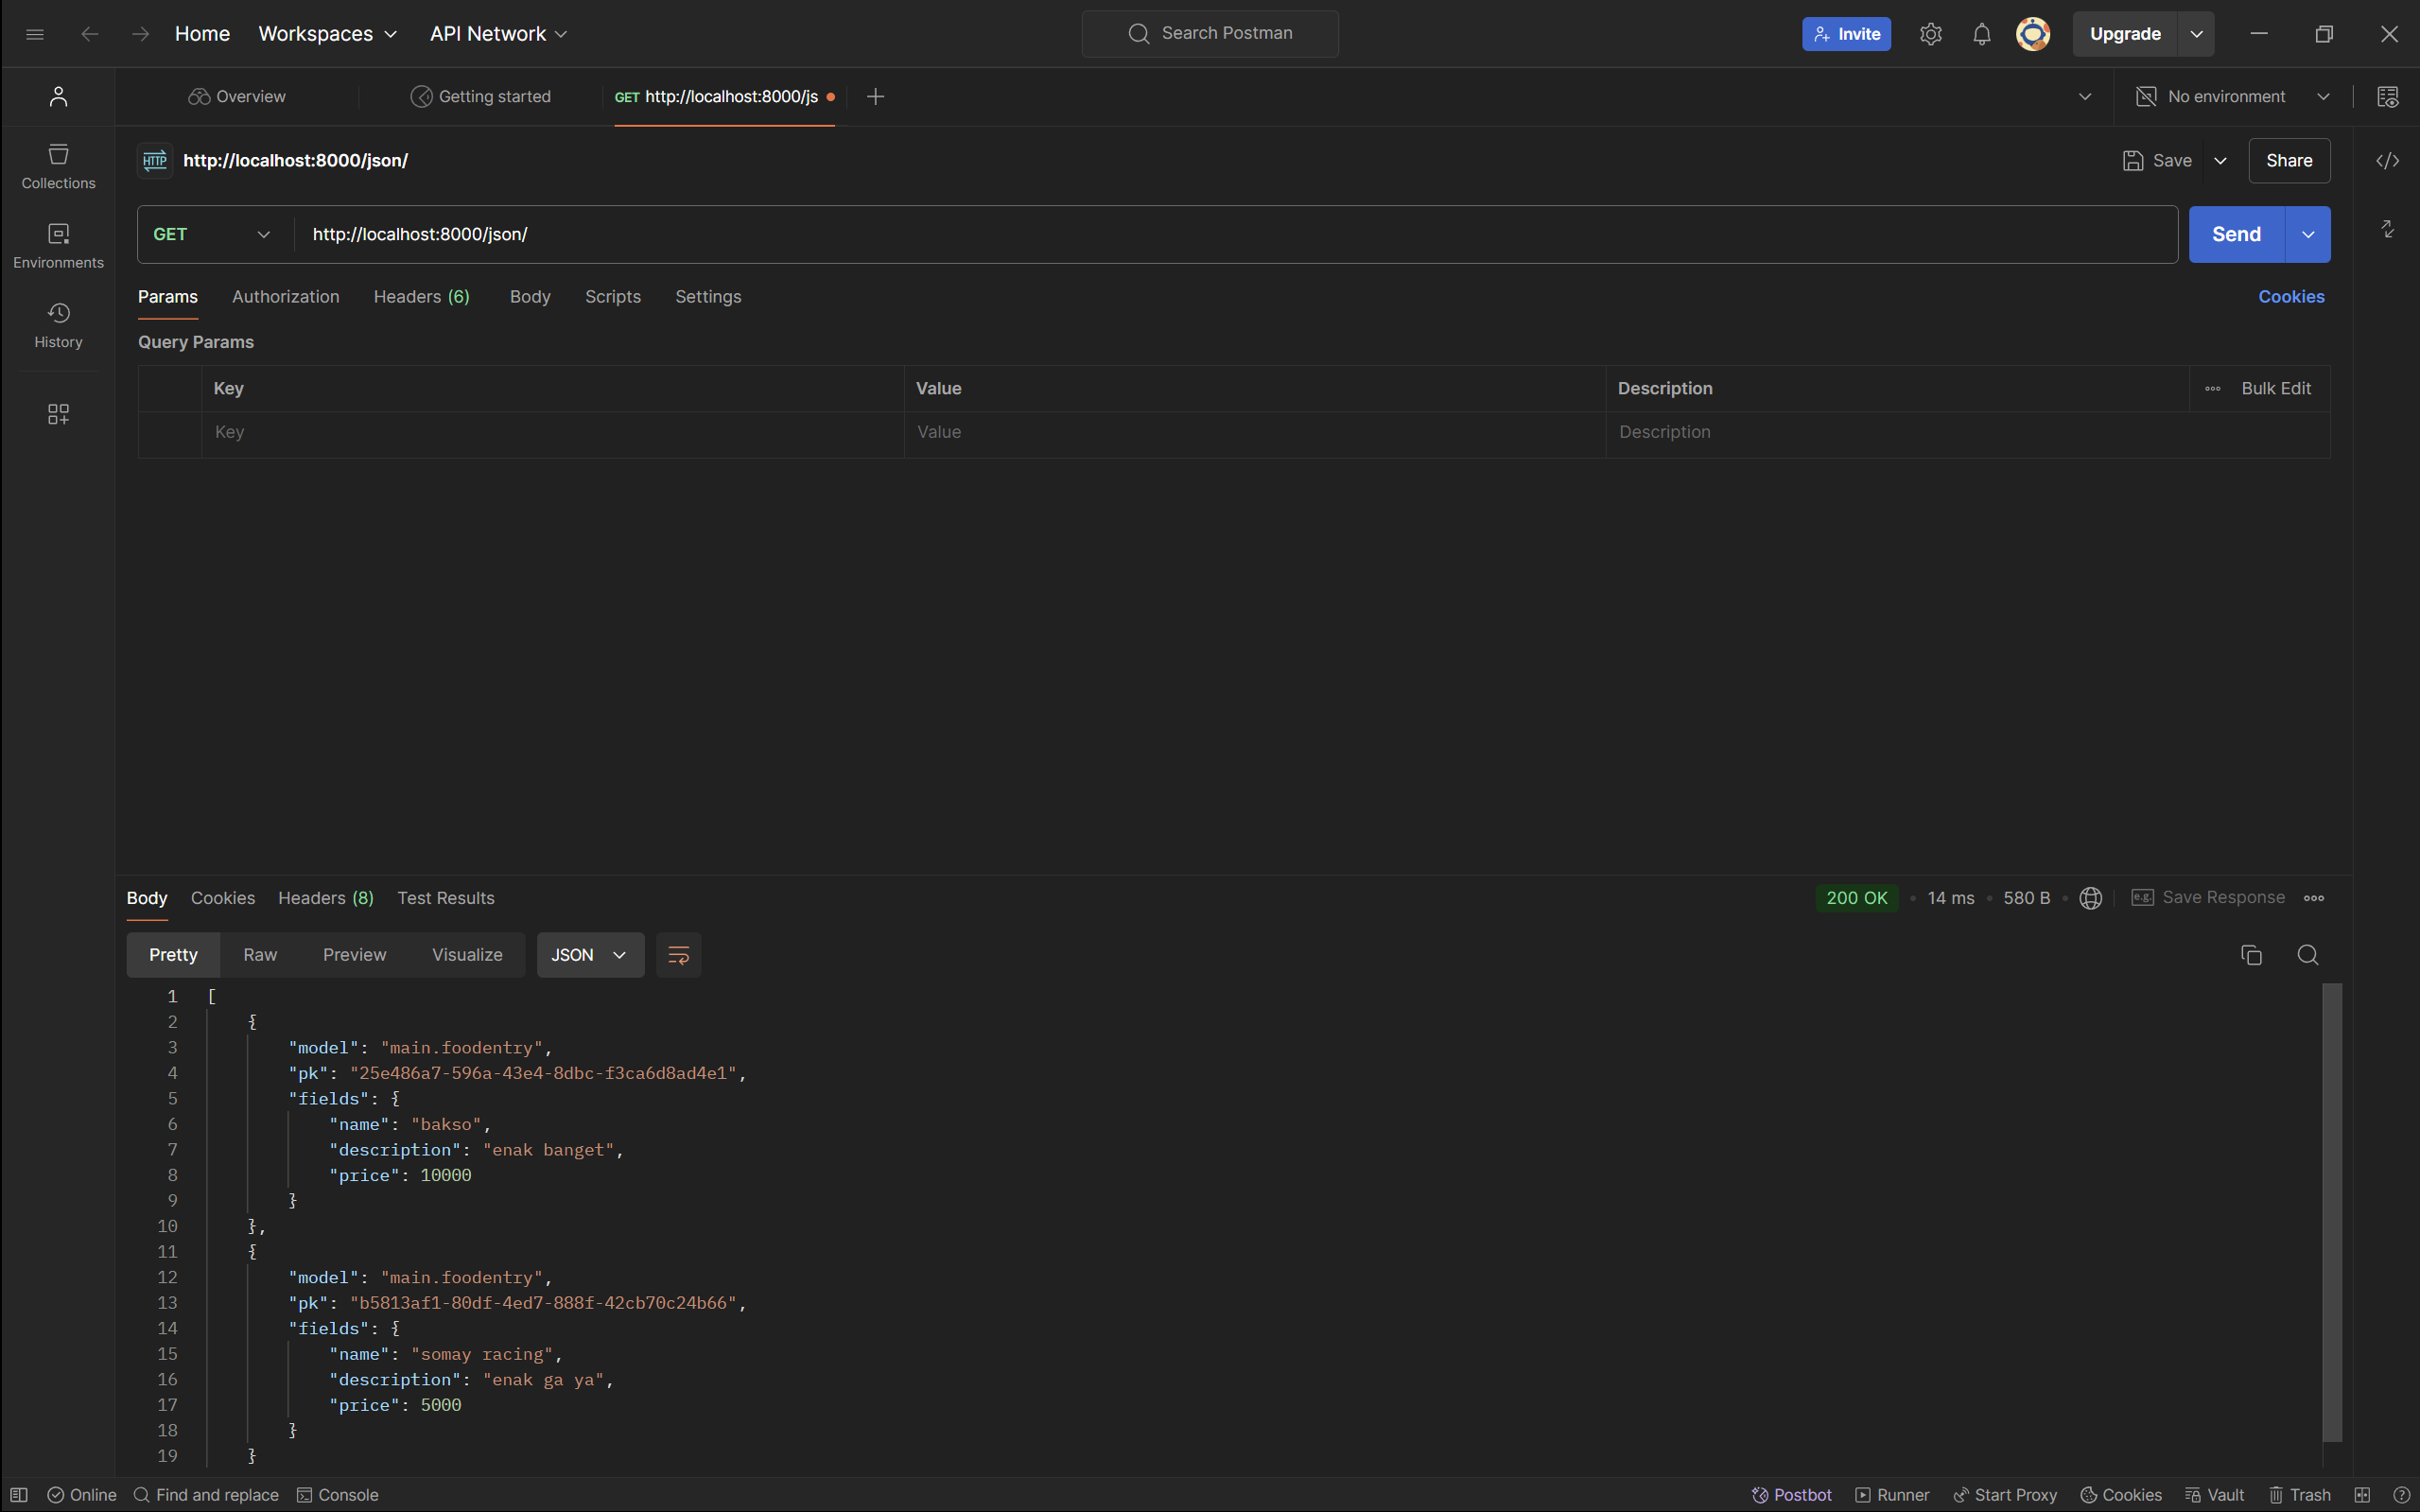 Home Workspaces API Network Search Postman Invite Upgrade
Overview Getting started GET http://localhost:8000/js No environment
Collections
Environments
History
HTTP http://localhost:8000/json/ Save Share
GET http://localhost:8000/json/ Send
Params Authorization Headers (6) Body Scripts Settings Cookies
Query Params
Key Value Description Bulk Edit
Key Value Description
Body Cookies Headers (8) Test Results 200 OK 14 ms 580 B e.g. Save Response
Pretty Raw Preview Visualize JSON
1 [
2 {
3 "model": "main.foodentry",
4 "pk": "25e486a7-596a-43e4-8dbc-f3ca6d8ad4e1",
5 "fields": {
6 "name": "bakso",
7 "description": "enak banget",
8 "price": 10000
9 }
10 },
11 {
12 "model": "main.foodentry",
13 "pk": "b5813af1-80df-4ed7-888f-42cb70c24b66",
14 "fields": {
15 "name": "somay racing",
16 "description": "enak ga ya",
17 "price": 5000
18 }
19 }
Online Find and replace Console Postbot Runner Start Proxy Cookies Vault Trash